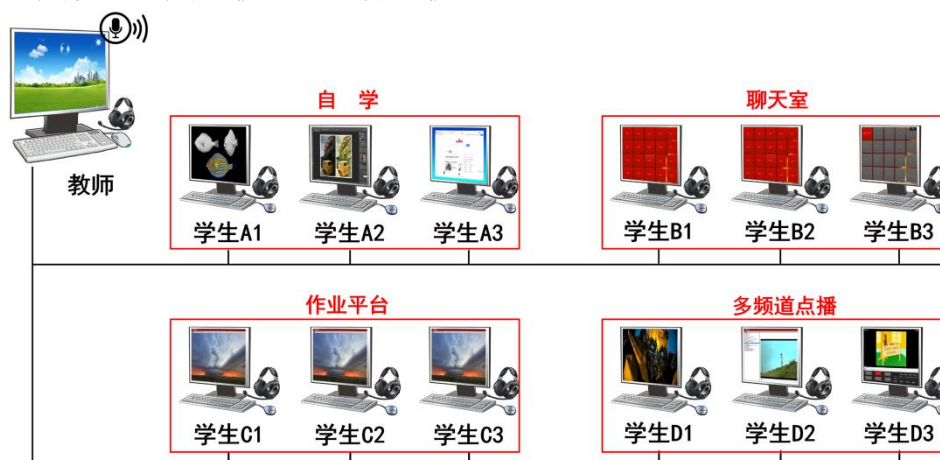 自 学
聊天室
教师
学生A1 学生A2 学生A3
学生B1 学生B2 学生B3
作业平台
多频道点播
学生C1 学生C2 学生C3
学生D1 学生D2 学生D3